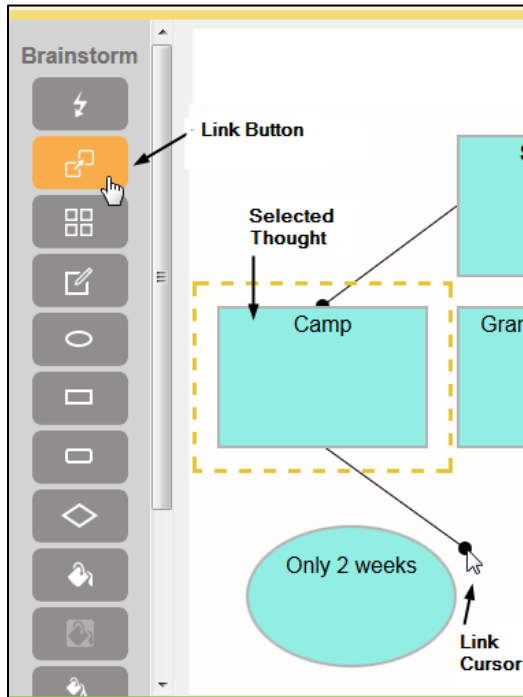 Brainstorm
Link Button
Selected
Thought
Camp
Only 2 weeks
Link
Cursor